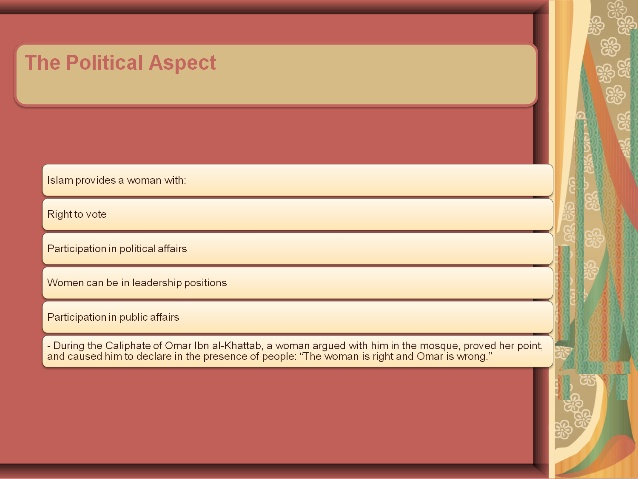 The Political Aspect
Islam provides a woman with:
Right to vote
Participation in political affairs
Women can be in leadership positions
Participation in public affairs
- During the Caliphate of Omar Ibn al-Khattab, a woman argued with him in the mosque, proved her point,
and caused him to declare in the presence of people: “The woman is right and Omar is wrong.”